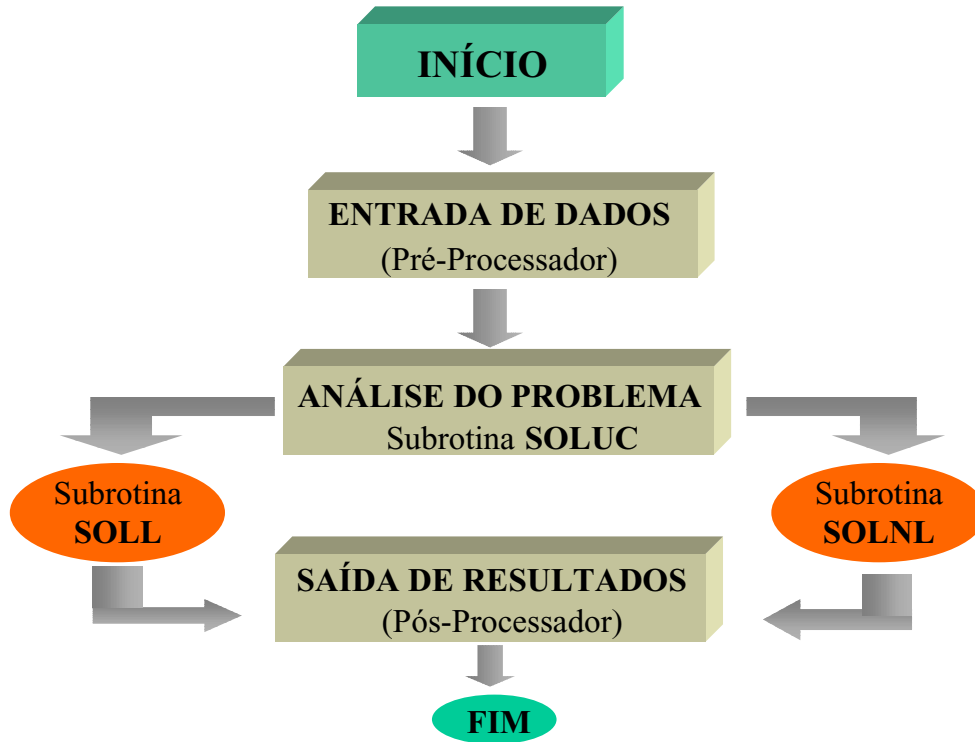 INÍCIO
ENTRADA DE DADOS
(Pré-Processador)
ANÁLISE DO PROBLEMA
Subrotina SOLUC
Subrotina
SOLL
Subrotina
SOLNL
SAÍDA DE RESULTADOS
(Pós-Processador)
FIM